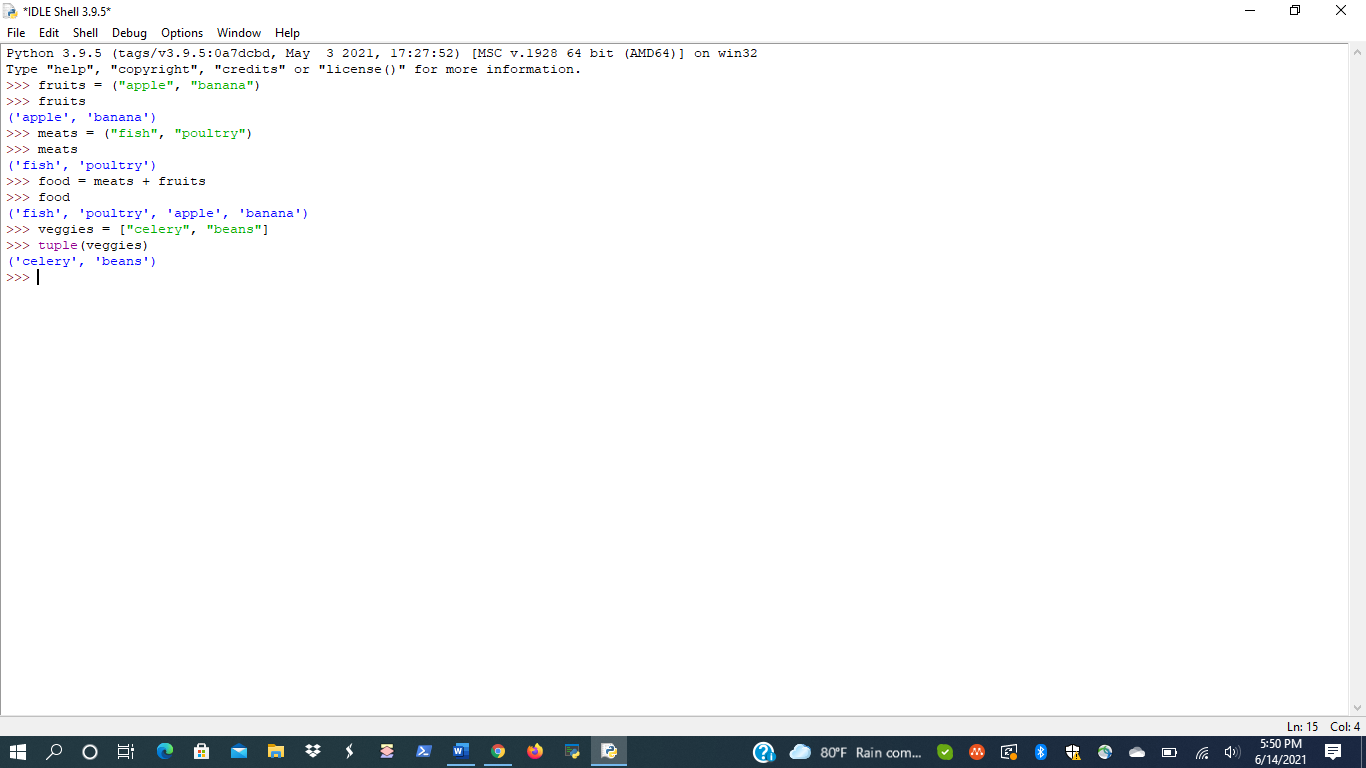 *IDLE Shell 3.9.5*
File Edit Shell Debug Options Window Help
Python 3.9.5 (tags/v3.9.5:0a7dcbd, May  3 2021, 17:27:52) [MSC v.1928 64 bit (AMD64)] on win32
Type "help", "copyright", "credits" or "license()" for more information.
>>> fruits = ("apple", "banana")
>>> fruits
('apple', 'banana')
>>> meats = ("fish", "poultry")
>>> meats
('fish', 'poultry')
>>> food = meats + fruits
>>> food
('fish', 'poultry', 'apple', 'banana')
>>> veggies = ["celery", "beans"]
>>> tuple(veggies)
('celery', 'beans')
>>>
Ln: 15 Col: 4
80°F Rain com...
5:50 PM
6/14/2021